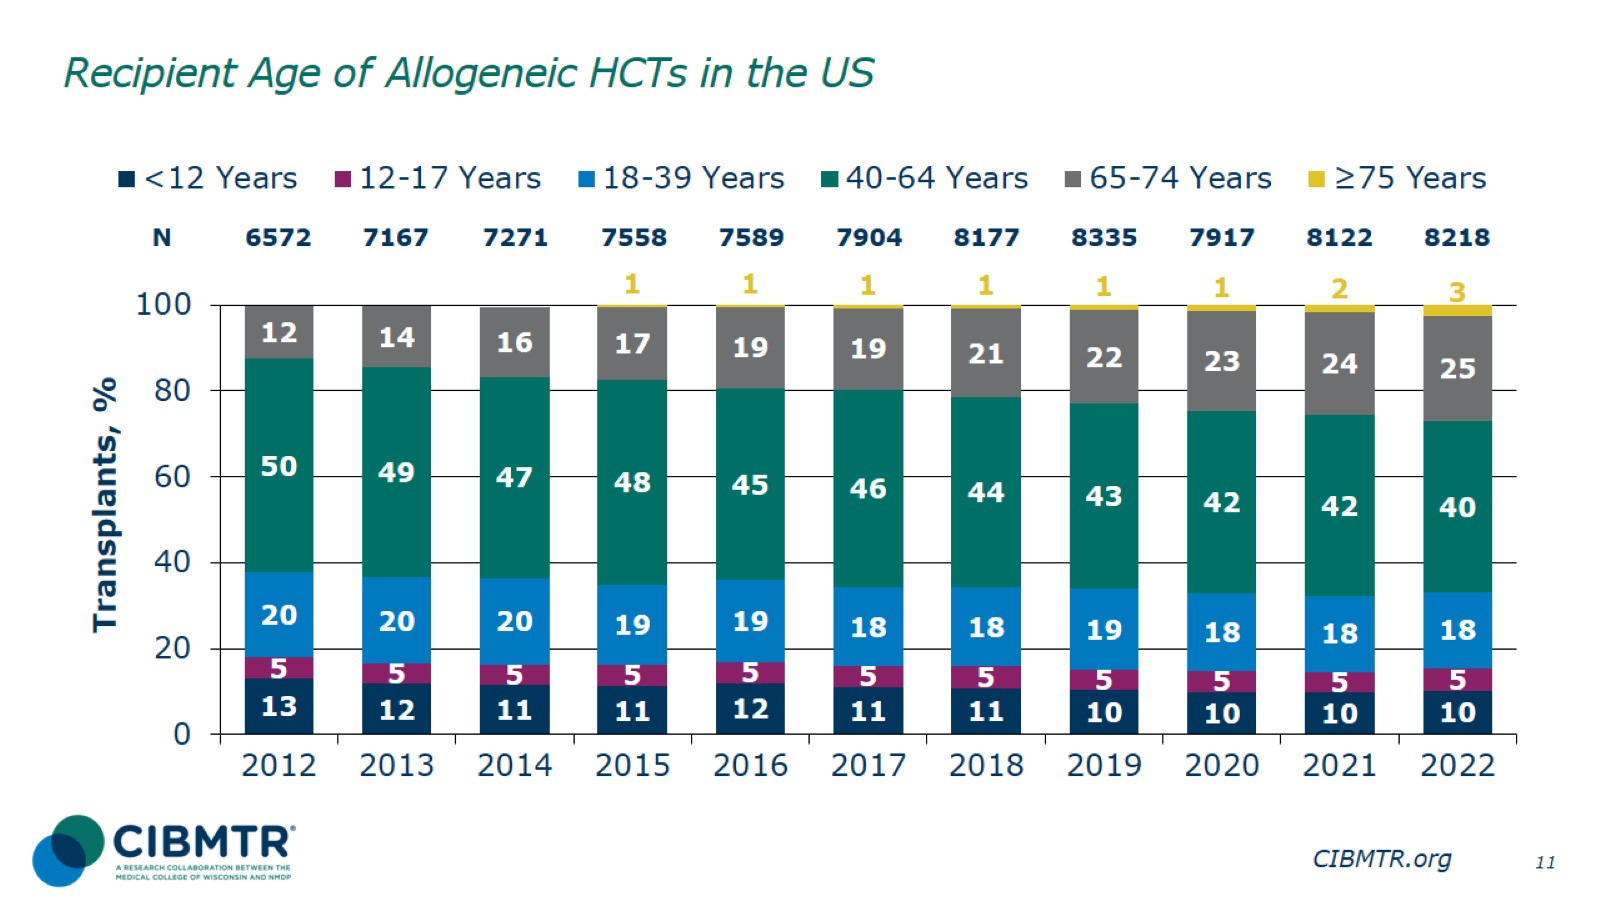 Recipient Age of Allogeneic HCTs in the US
<12 Years 12-17 Years 18-39 Years 40-64 Years 65-74 Years ≥75 Years
N 6572 7167 7271 7558 7589 7904 8177 8335 7917 8122 8218
1 1 1 1 1 1 2 3
100
12 14 16 17 19 19 21 22 23 24 25
80
50 49 47 48 45 46 44 43 42 42 40
60
40
20 20 20 19 19 18 18 19 18 18 18
20
5 5 5 5 5 5 5 5 5 5 5
13 12 11 11 12 11 11 10 10 10 10
0
Transplants, %
2012 2013 2014 2015 2016 2017 2018 2019 2020 2021 2022
CIBMTR®
A RESEARCH COLLABORATION BETWEEN THE
MEDICAL COLLEGE OF WISCONSIN AND NMDP
CIBMTR.org 11